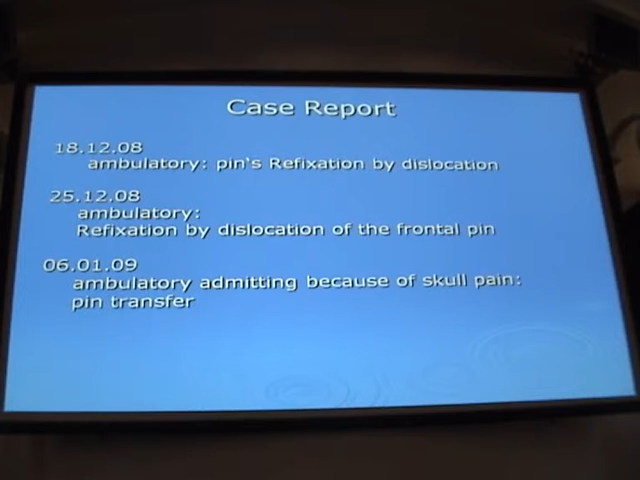 Case Report
18.12.08
ambulatory: pin's Refixation by dislocation
25.12.08
ambulatory:
Refixation by dislocation of the frontal pin
06.01.09
ambulatory admitting because of skull pain:
pin transfer